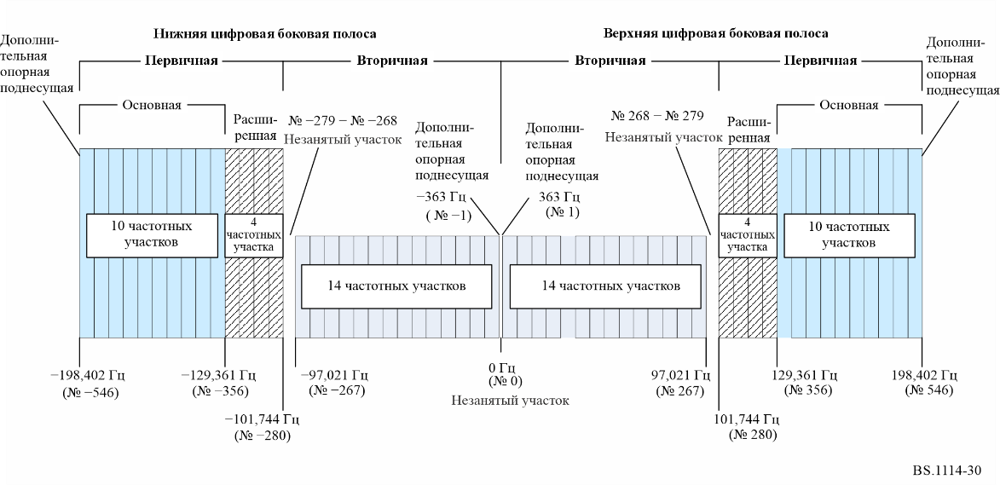 Нижняя цифровая боковая полоса
Верхняя цифровая боковая полоса
Дополни-
тельная
опорная
поднесущая
Первичная
Вторичная
Вторичная
Первичная
Дополни-
тельная
опорная
поднесущая
Основная
Расши-
ренная
№ −279 − № −268
Незанятый участок
Дополни-
тельная
опорная
поднесущая
−363 Гц
( № −1)
Дополни-
тельная
опорная
поднесущая
363 Гц
(№ 1)
№ 268 − № 279
Незанятый участок
Расши-
ренная
Основная
10 частотных
участков
4
частотных
участка
14 частотных участков
14 частотных участков
4
частотных
участка
10 частотных
участков
−198,402 Гц
(№ −546)
−129,361 Гц
(№ −356)
−101,744 Гц
(№ −280)
−97,021 Гц
(№ −267)
0 Гц
(№ 0)
Незанятый участок
97,021 Гц
(№ 267)
101,744 Гц
(№ 280)
129,361 Гц
(№ 356)
198,402 Гц
(№ 546)
BS.1114-30